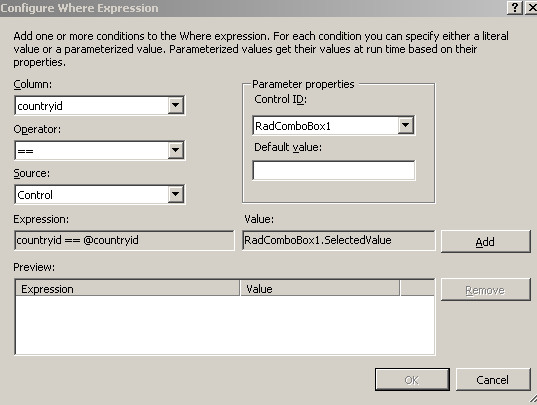 Configure Where Expression
Add one or more conditions to the Where expression. For each condition you can specify either a literal
value or a parameterized value. Parameterized values get their values at run time based on their
properties.
Column:
countryid
Operator:
==
Source:
Control
Parameter properties
Control ID:
RadComboBox1
Default value:
Expression:
countryid == @countryid
Value:
RadComboBox1.SelectedValue
Add
Preview:
Expression Value
Remove
OK Cancel